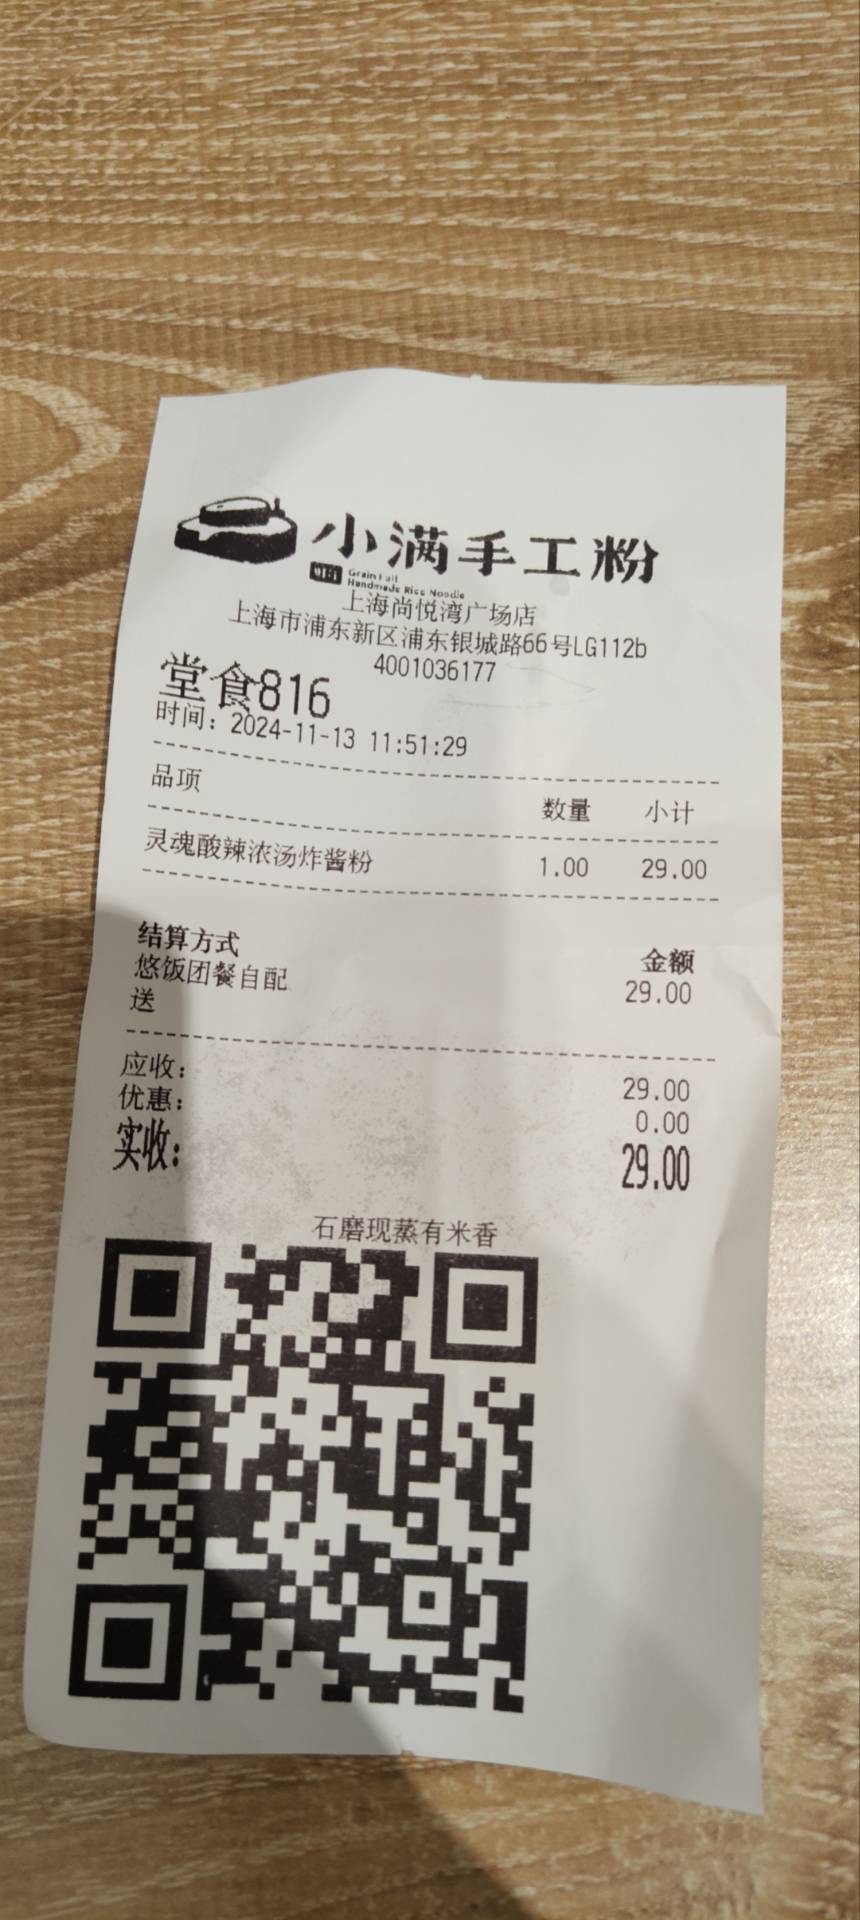 小满手工粉
Grain Full
Handmade Rice Noodle
上海尚悦湾广场店
上海市浦东新区浦东银城路66号LG112b
4001036177
堂食816
时间：2024-11-13 11:51:29
品项 数量 小计
灵魂酸辣浓汤炸酱粉 1.00 29.00
结算方式 金额
悠饭团餐自配 29.00
送
应收： 29.00
优惠： 0.00
实收： 29.00
石磨现蒸有米香